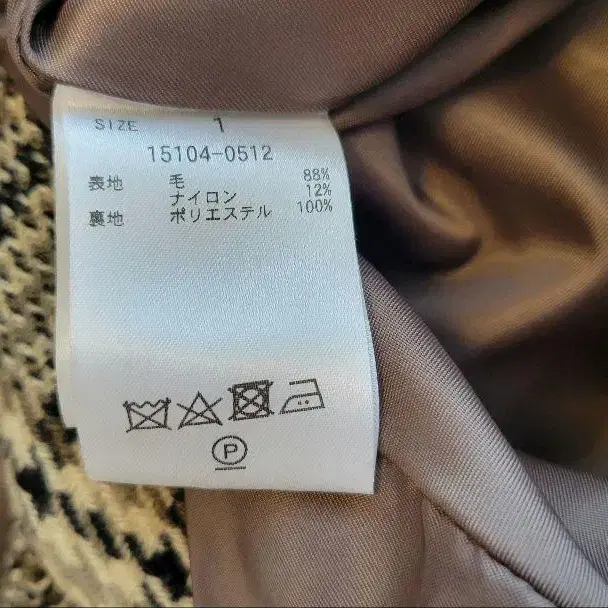 SIZE 1
15104-0512
表地 毛 88%
ナイロン 12%
裏地 ポリエステル 100%
P